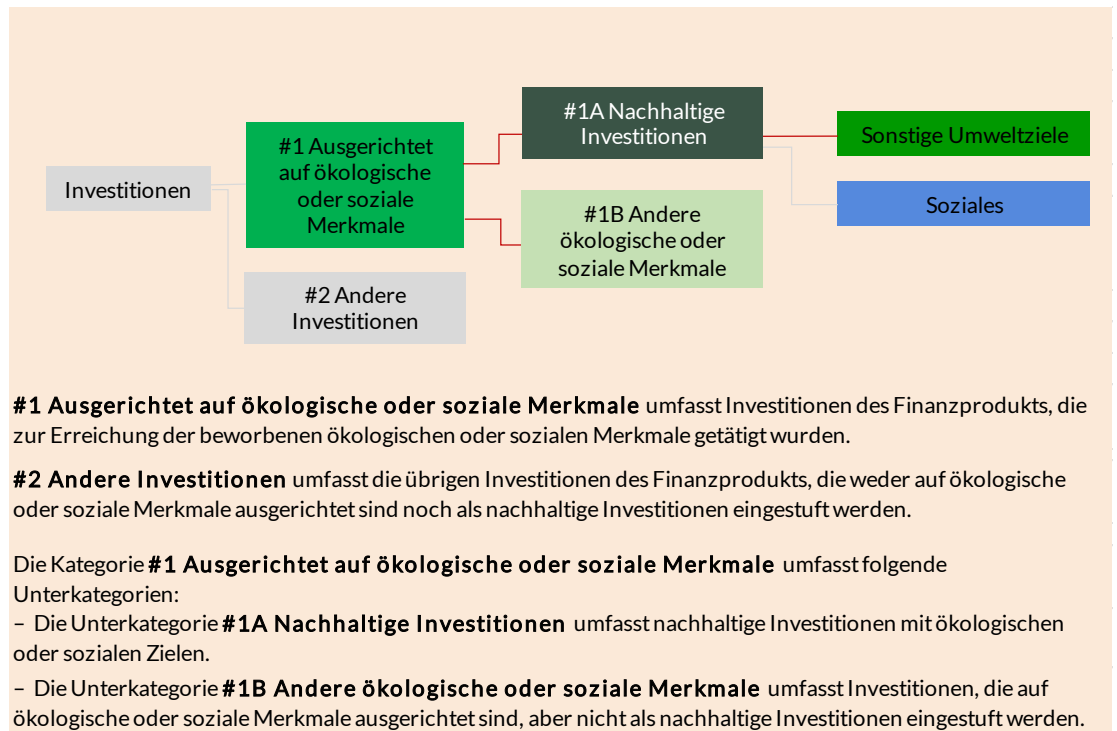 #1A Nachhaltige
Investitionen
Sonstige Umweltziele
#1 Ausgerichtet
auf ökologische
oder soziale
Merkmale
Investitionen
Soziales
#1B Andere
ökologische oder
soziale Merkmale
#2 Andere
Investitionen
#1 Ausgerichtet auf ökologische oder soziale Merkmale umfasst Investitionen des Finanzprodukts, die
zur Erreichung der beworbenen ökologischen oder sozialen Merkmale getätigt wurden.
#2 Andere Investitionen umfasst die übrigen Investitionen des Finanzprodukts, die weder auf ökologische
oder soziale Merkmale ausgerichtet sind noch als nachhaltige Investitionen eingestuft werden.
Die Kategorie #1 Ausgerichtet auf ökologische oder soziale Merkmale umfasst folgende
Unterkategorien:
– Die Unterkategorie #1A Nachhaltige Investitionen umfasst nachhaltige Investitionen mit ökologischen
oder sozialen Zielen.
– Die Unterkategorie #1B Andere ökologische oder soziale Merkmale umfasst Investitionen, die auf
ökologische oder soziale Merkmale ausgerichtet sind, aber nicht als nachhaltige Investitionen eingestuft werden.